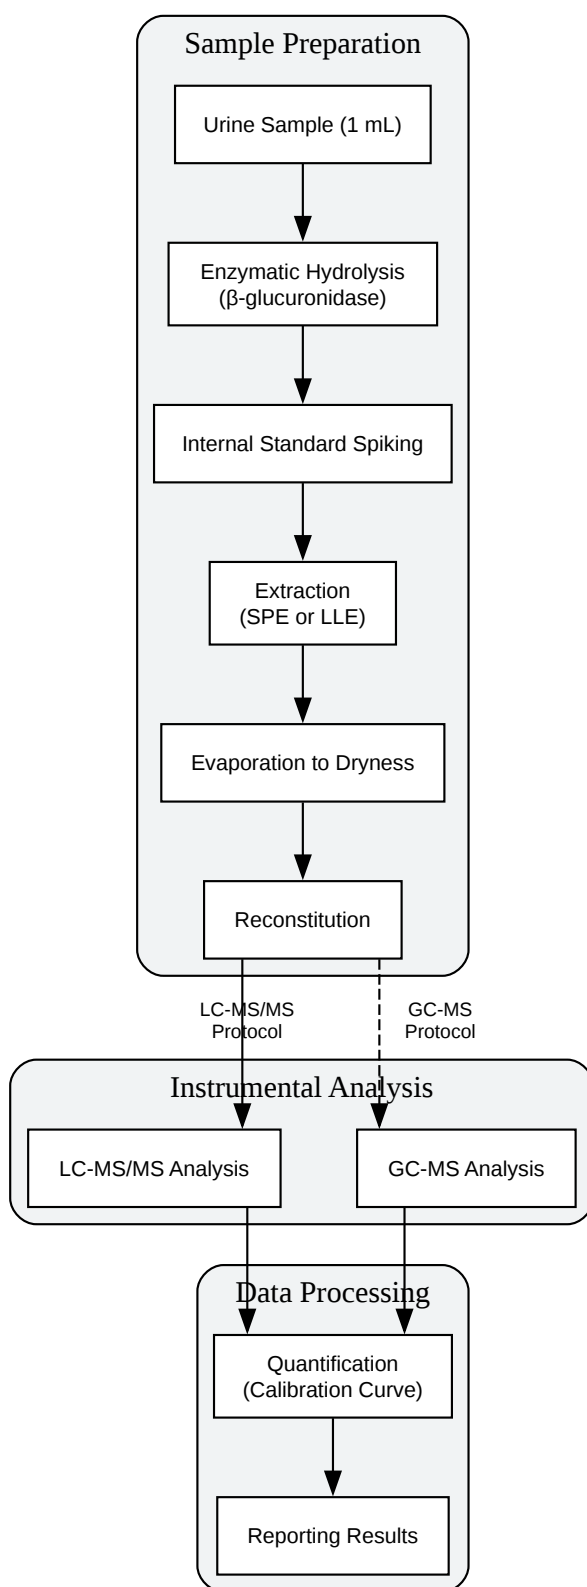 Sample Preparation
Urine Sample (1 mL)
Enzymatic Hydrolysis
(β-glucuronidase)
Internal Standard Spiking
Extraction
(SPE or LLE)
Evaporation to Dryness
Reconstitution
LC-MS/MS
Protocol
GC-MS
Protocol
Instrumental Analysis
LC-MS/MS Analysis
GC-MS Analysis
Data Processing
Quantification
(Calibration Curve)
Reporting Results